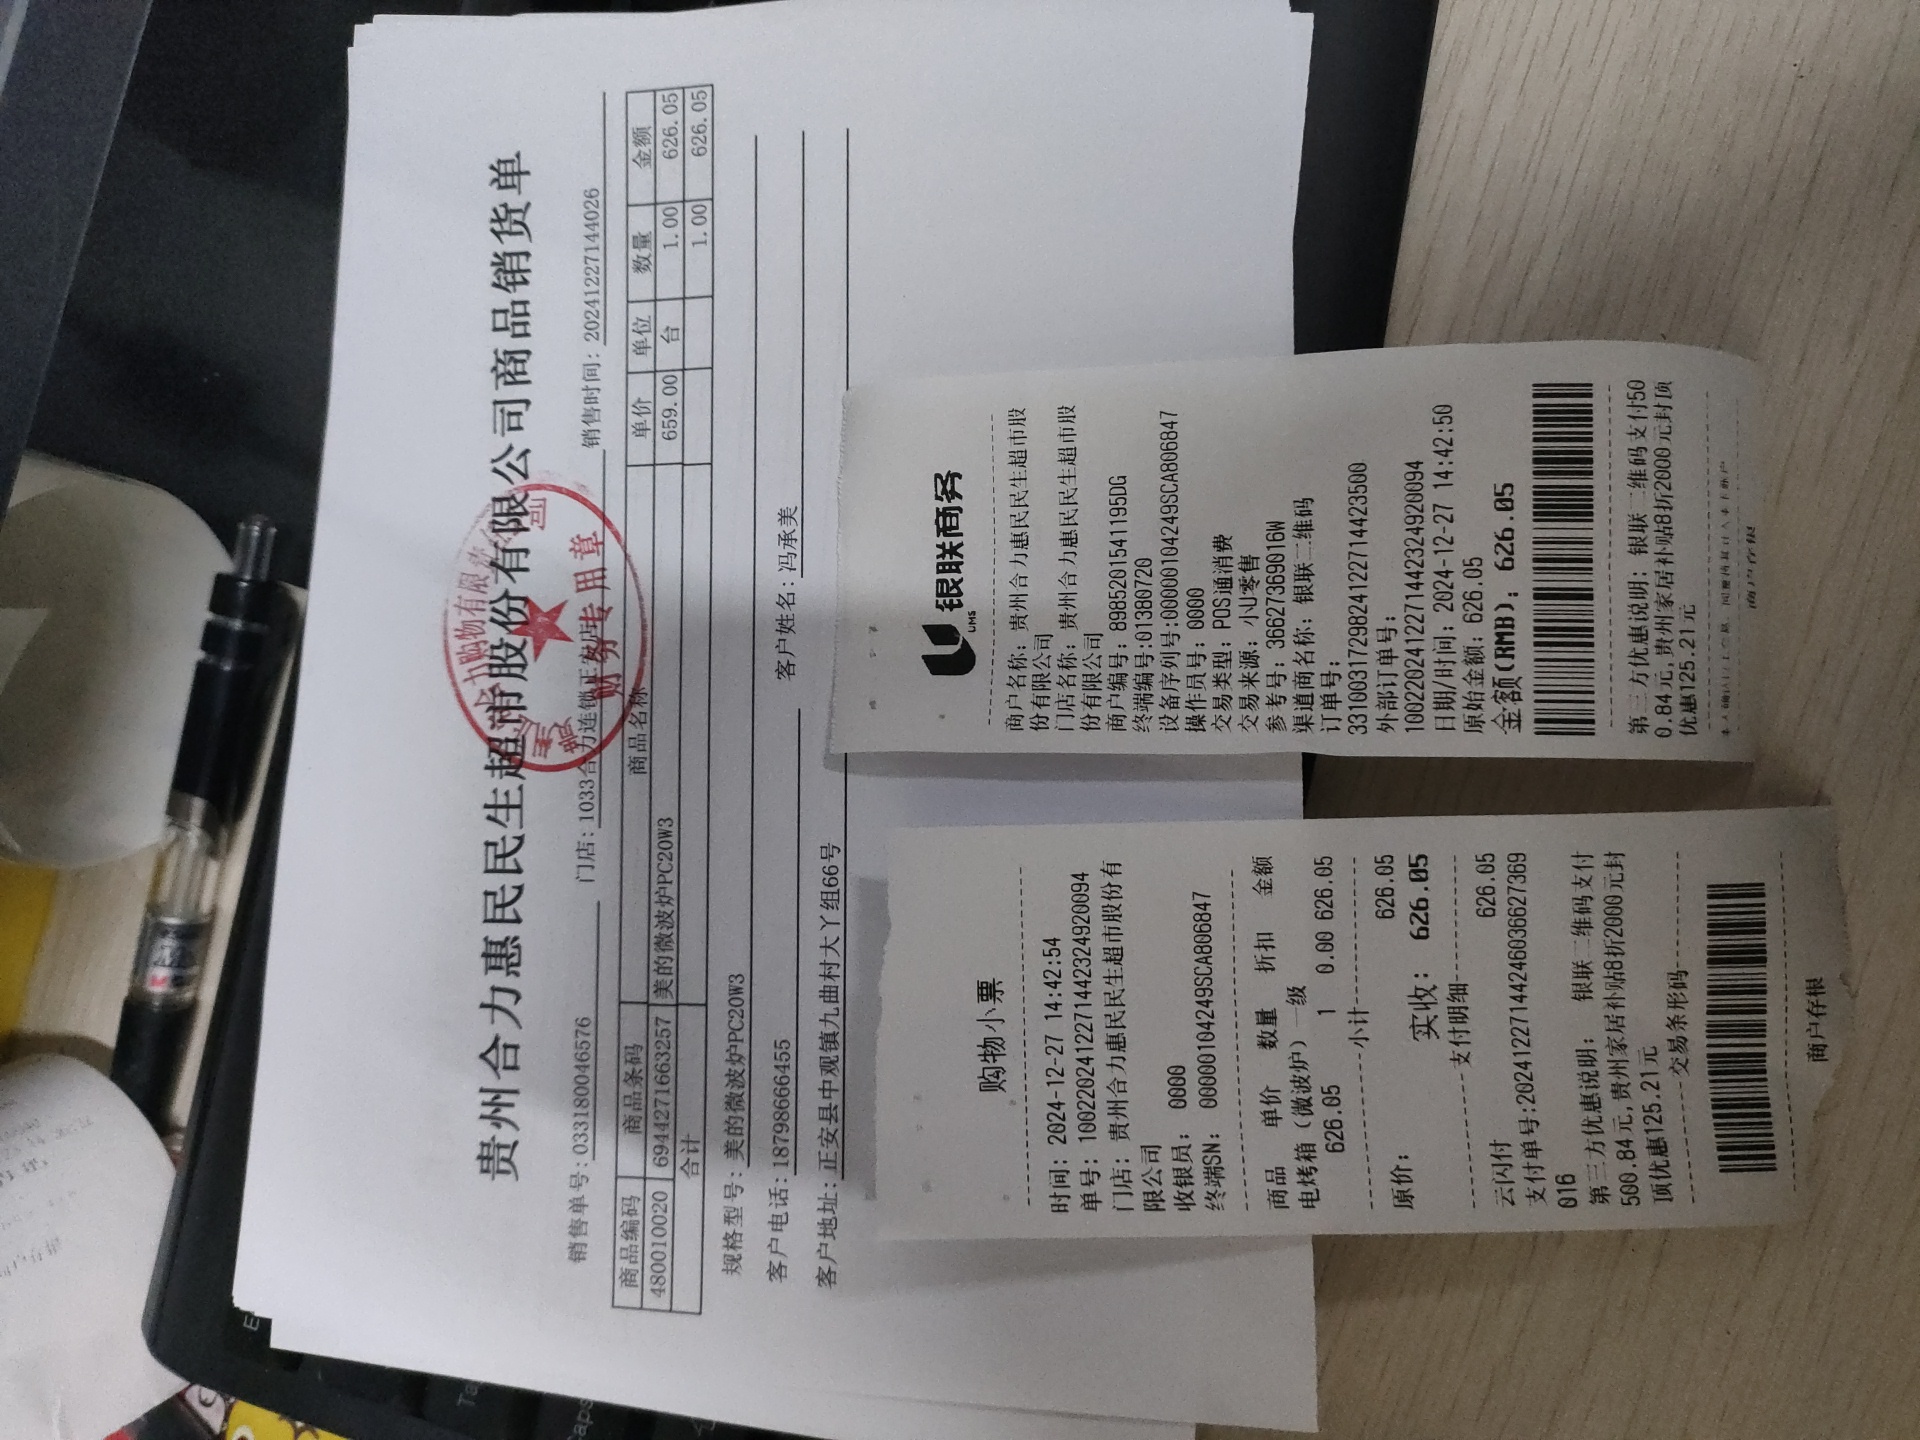 贵州合力惠民民生超市股份有限公司商品销货单
销售单号: 033180046576 门店: 1033合力连锁正安店 销售时间: 20241227144026
商品编码 商品条码 商品名称 单价 单位 数量 金额
480010020 6944271663257 美的微波炉PC20W3 659.00 台 1.00 626.05
合计 1.00 626.05
规格型号: 美的微波炉PC20W3
客户电话: 18798666455 客户姓名: 冯承美
客户地址: 正安县中观镇九曲村大丫组66号
合力购物有限责
财务专用章
购物小票
时间: 2024-12-27 14:42:54
单号: 1002202412271442324920094
门店: 贵州合力惠民民生超市股份有
限公司
收银员: 0000
终端SN: 00000104249SCA806847
商品 单价 数量 折扣 金额
电烤箱(微波炉)一级
626.05 1 0.00 626.05
小计
原价: 626.05
实收: 626.05
支付明细
云闪付 626.05
支付单号:2024122714424603662​7369
016
第三方优惠说明: 银联二维码支付
500.84元,贵州家居补贴8折2000元封
顶优惠125.21元
交易条形码
商户存根
银联商务
UMS
商户名称: 贵州合力惠民民生超市股
份有限公司
门店名称: 贵州合力惠民民生超市股
份有限公司
商户编号: 89852015411​95DG
终端编号:01380720
设备序列号:00000104249SCA806847
操作员号: 0000
交易类型: POS通消费
交易来源: 小U零售
参考号: 36627369016W
渠道商名称: 银联二维码
订单号:
33100317298241227144​23500
外部订单号:
1002202412271442324920094
日期/时间: 2024-12-27 14:42:50
原始金额: 626.05
金额(RMB): 626.05
第三方优惠说明: 银联二维码支付50
0.84元,贵州家居补贴8折2000元封顶
优惠125.21元
商户存根